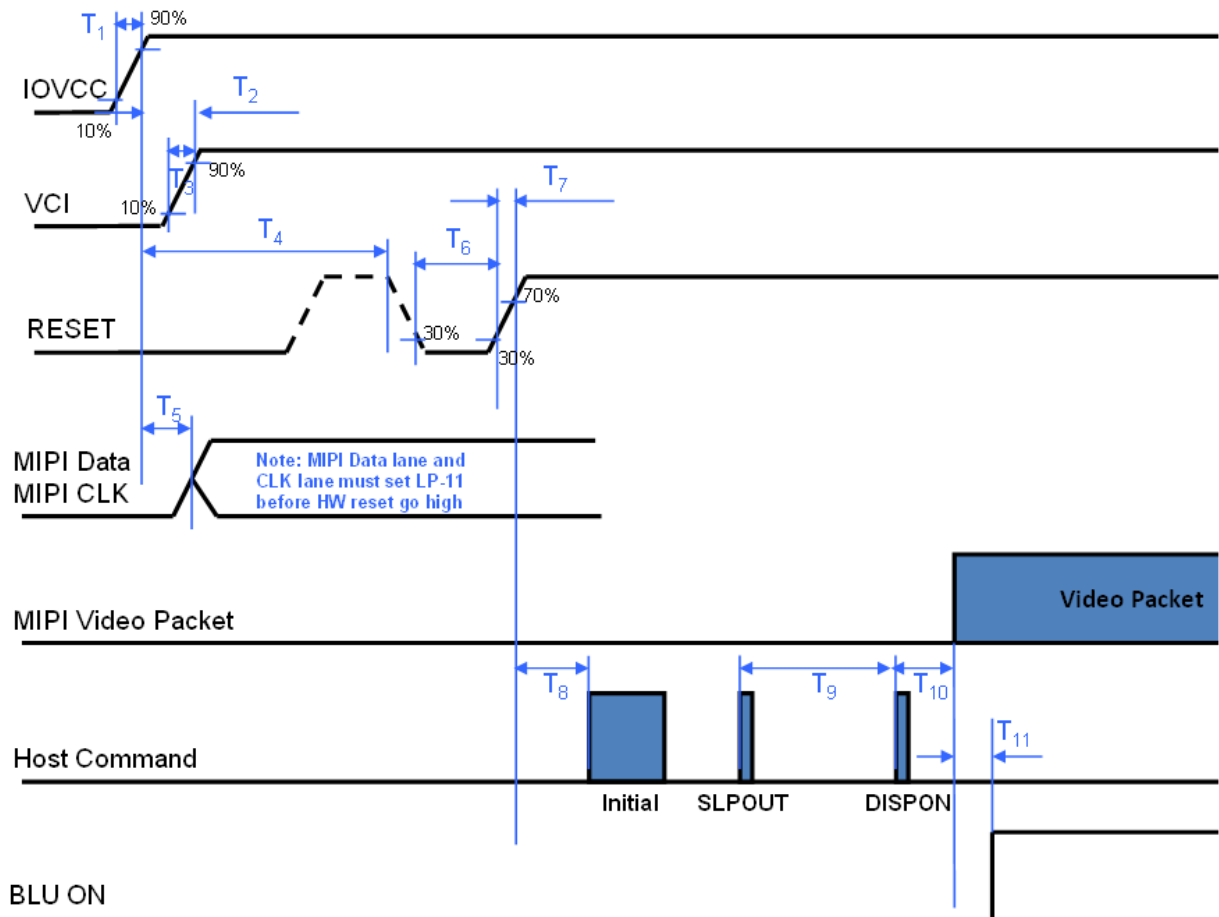 T1
90%
IOVCC
10%
T2
T3
90%
VCI
10%
T7
T4
T6
RESET
70%
30%
30%
T5
MIPI Data
MIPI CLK
Note: MIPI Data lane and
CLK lane must set LP-11
before HW reset go high
Video Packet
MIPI Video Packet
T8
T9
T10
T11
Host Command
Initial
SLPOUT
DISPON
BLU ON